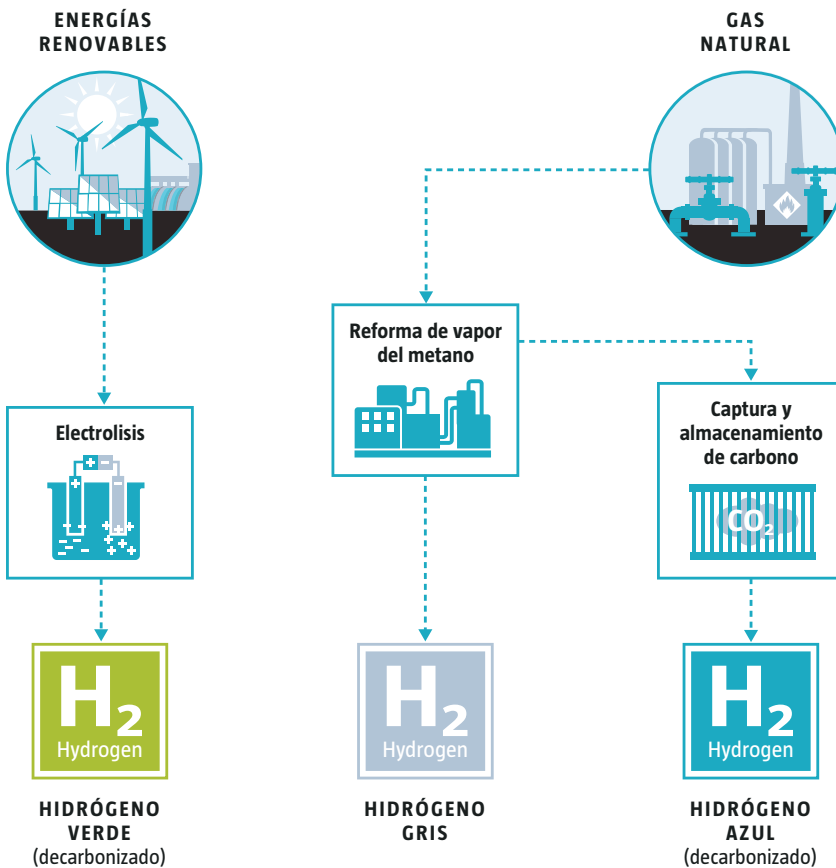 ENERGÍAS
RENOVABLES
GAS
NATURAL
Reforma de vapor
del metano
Electrolisis
+ -
+ -
Captura y
almacenamiento
de carbono
CO2
H2
Hydrogen
H2
Hydrogen
H2
Hydrogen
HIDRÓGENO
VERDE
(decarbonizado)
HIDRÓGENO
GRIS
HIDRÓGENO
AZUL
(decarbonizado)